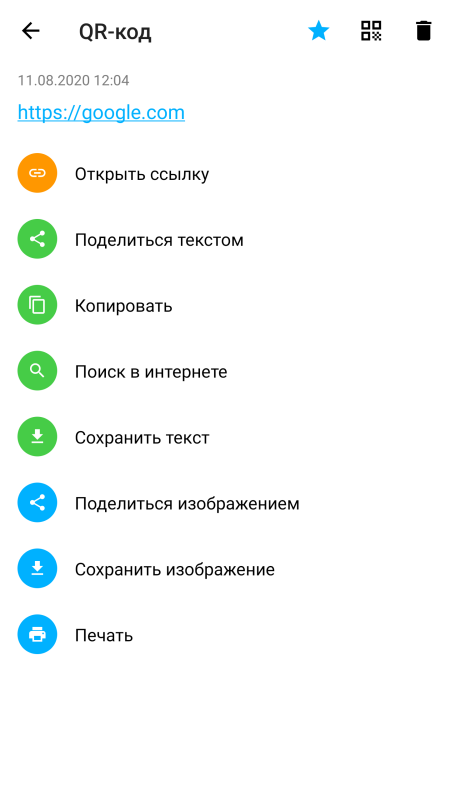 QR-код
11.08.2020 12:04
https://google.com
Открыть ссылку
Поделиться текстом
Копировать
Поиск в интернете
Сохранить текст
Поделиться изображением
Сохранить изображение
Печать